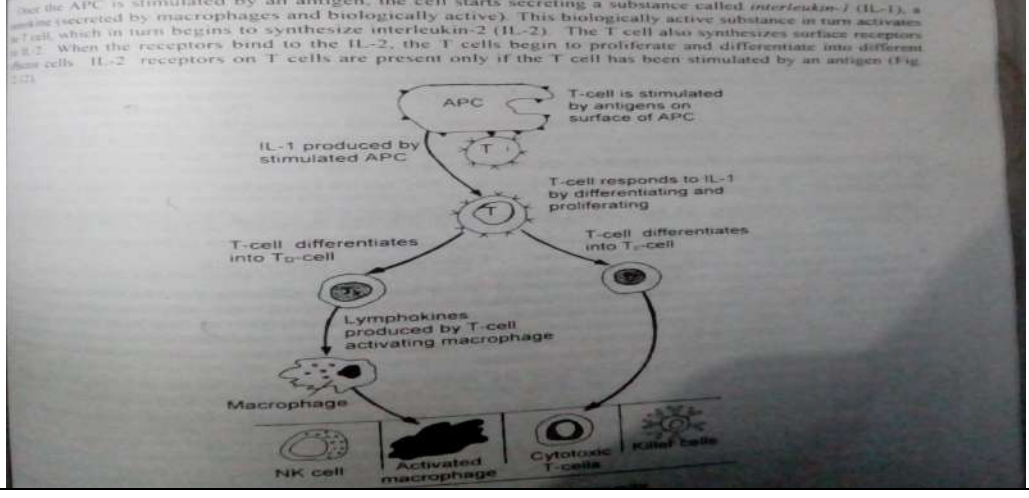 Once the APC is stimulated by an antigen, the cell starts secreting a substance called interleukin-1 (IL-1), a
(secreted by macrophages and biologically active). This biologically active substance in turn activates
a T cell, which in turn begins to synthesize interleukin-2 (IL-2). The T cell also synthesizes surface receptors
IL-2. When the receptors bind to the IL-2, the T cells begin to proliferate and differentiate into different
cells. IL-2 receptors on T cells are present only if the T cell has been stimulated by an antigen (Fig.
APC
T-cell is stimulated
by antigens on
surface of APC
T
IL-1 produced by
stimulated APC
T-cell responds to IL-1
by differentiating and
proliferating
T
T-cell differentiates
into TD-cell
T-cell differentiates
into Tc-cell
Lymphokines
produced by T-cell
activating macrophage
Macrophage
NK cell
Activated
macrophage
Cytotoxic
T-cells
Killer cells